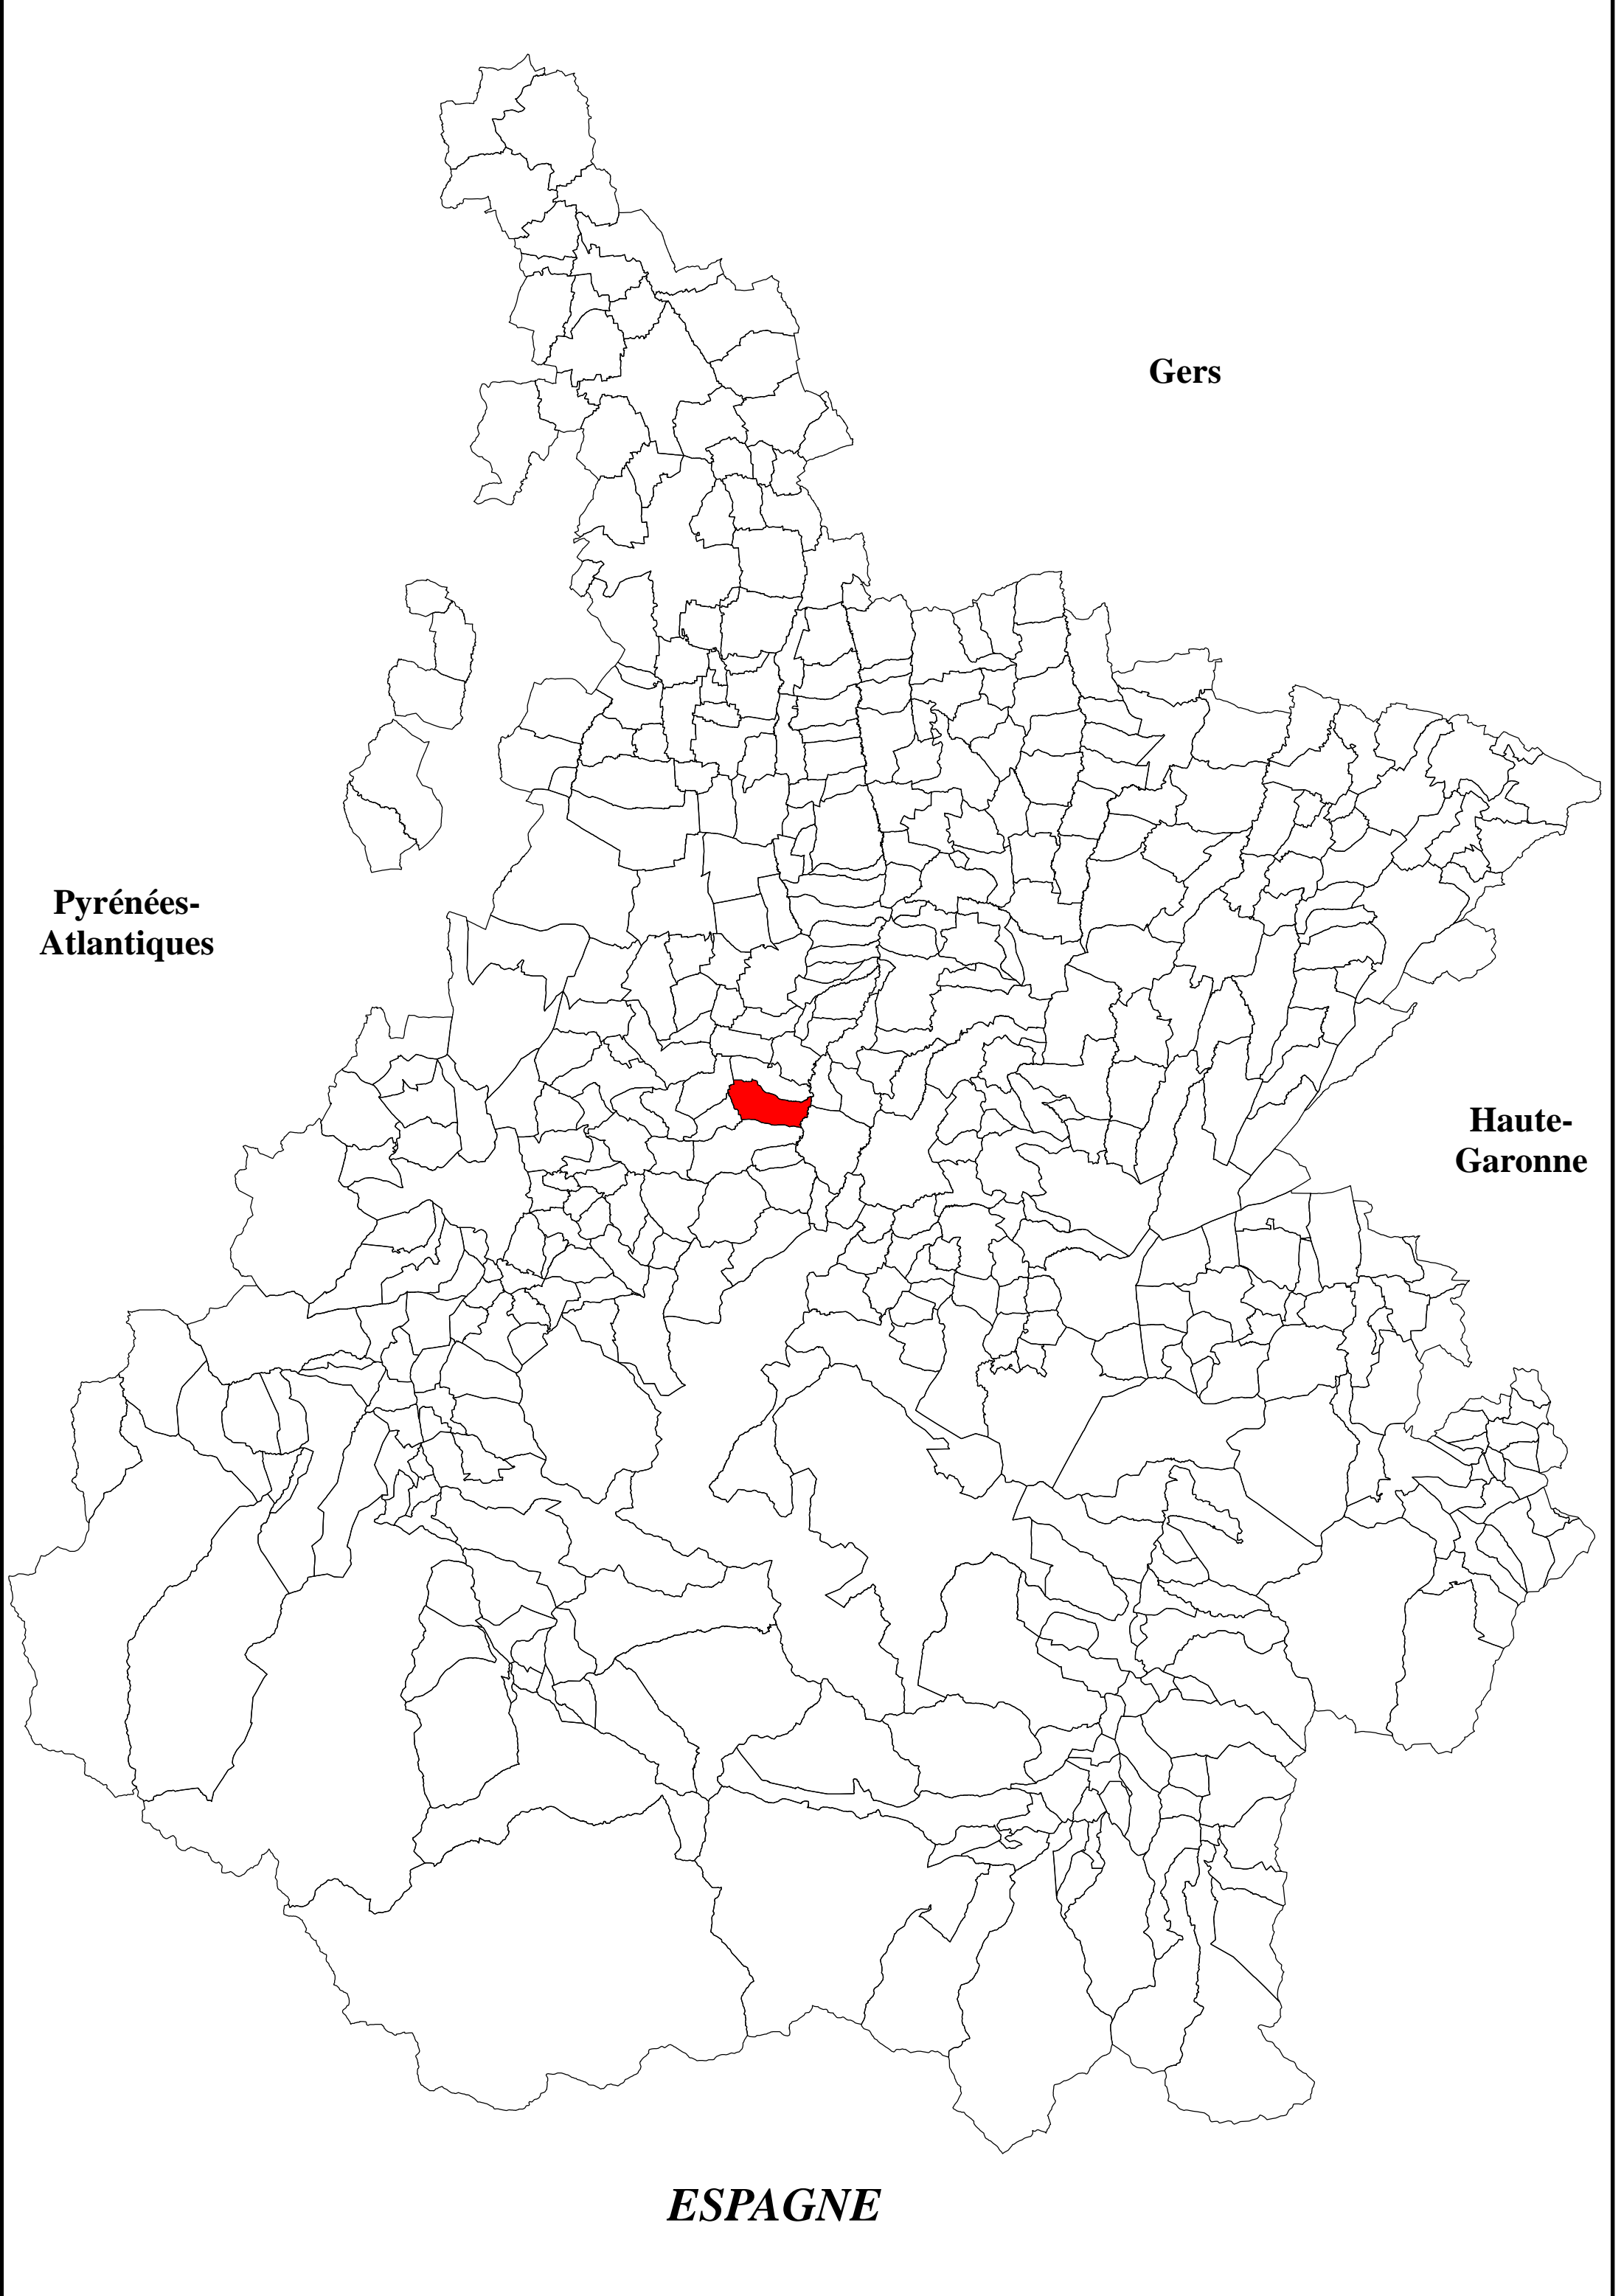 Gers
Pyrénées-
Atlantiques
Haute-
Garonne
ESPAGNE